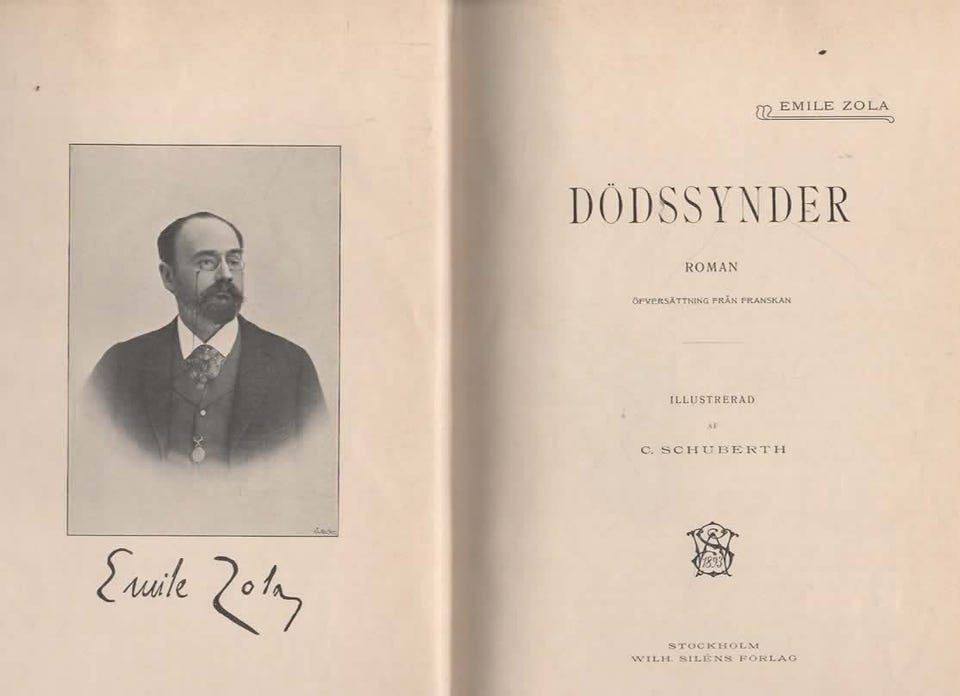 Emile Zola
EMILE ZOLA
DÖDSSYNDER
ROMAN
ÖFVERSÄTTNING FRÅN FRANSKAN
ILLUSTRERAD
AF
C. SCHUBERTH
1893
STOCKHOLM
WILH. SILÉNS FÖRLAG